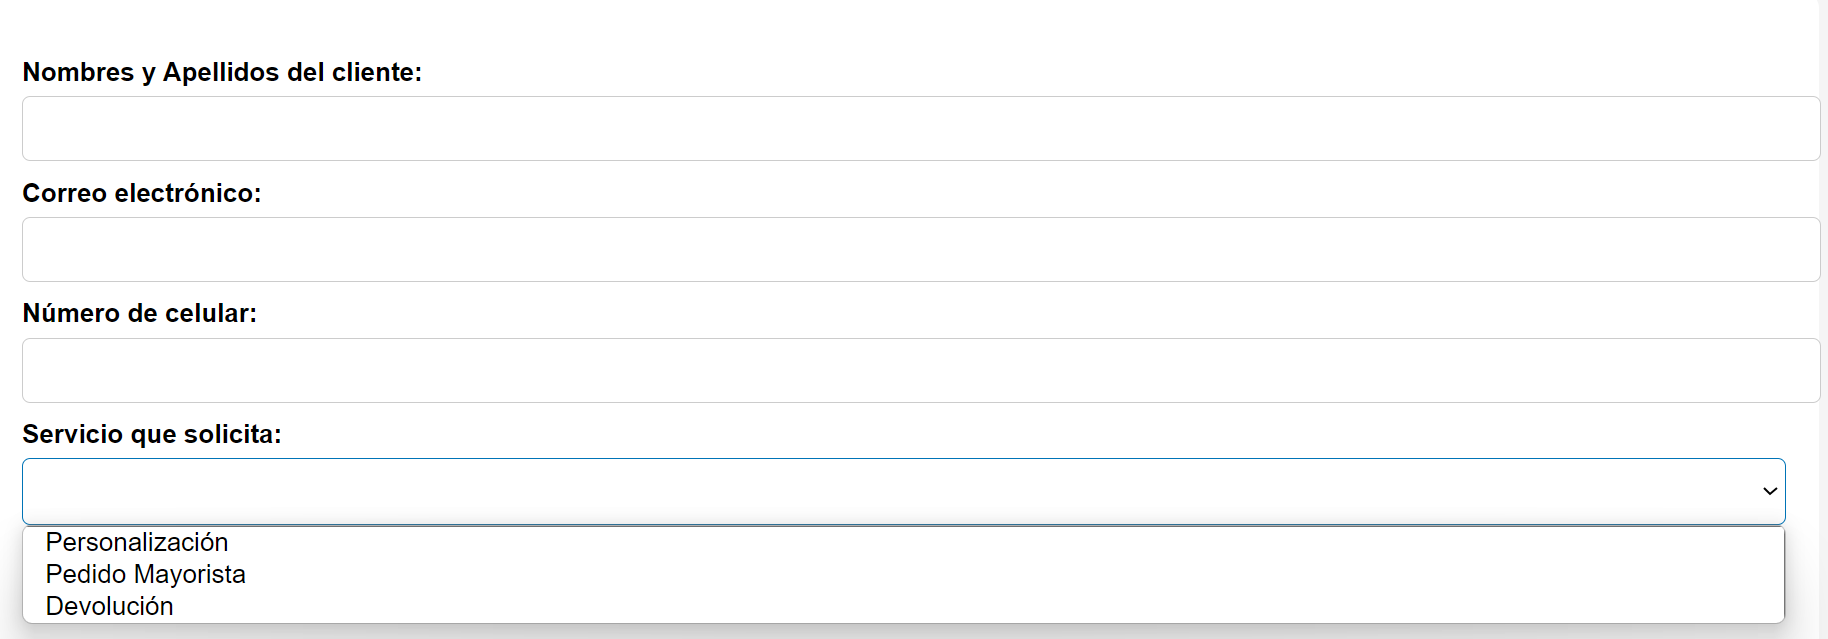 Nombres y Apellidos del cliente:
Correo electrónico:
Número de celular:
Servicio que solicita:
Personalización
Pedido Mayorista
Devolución